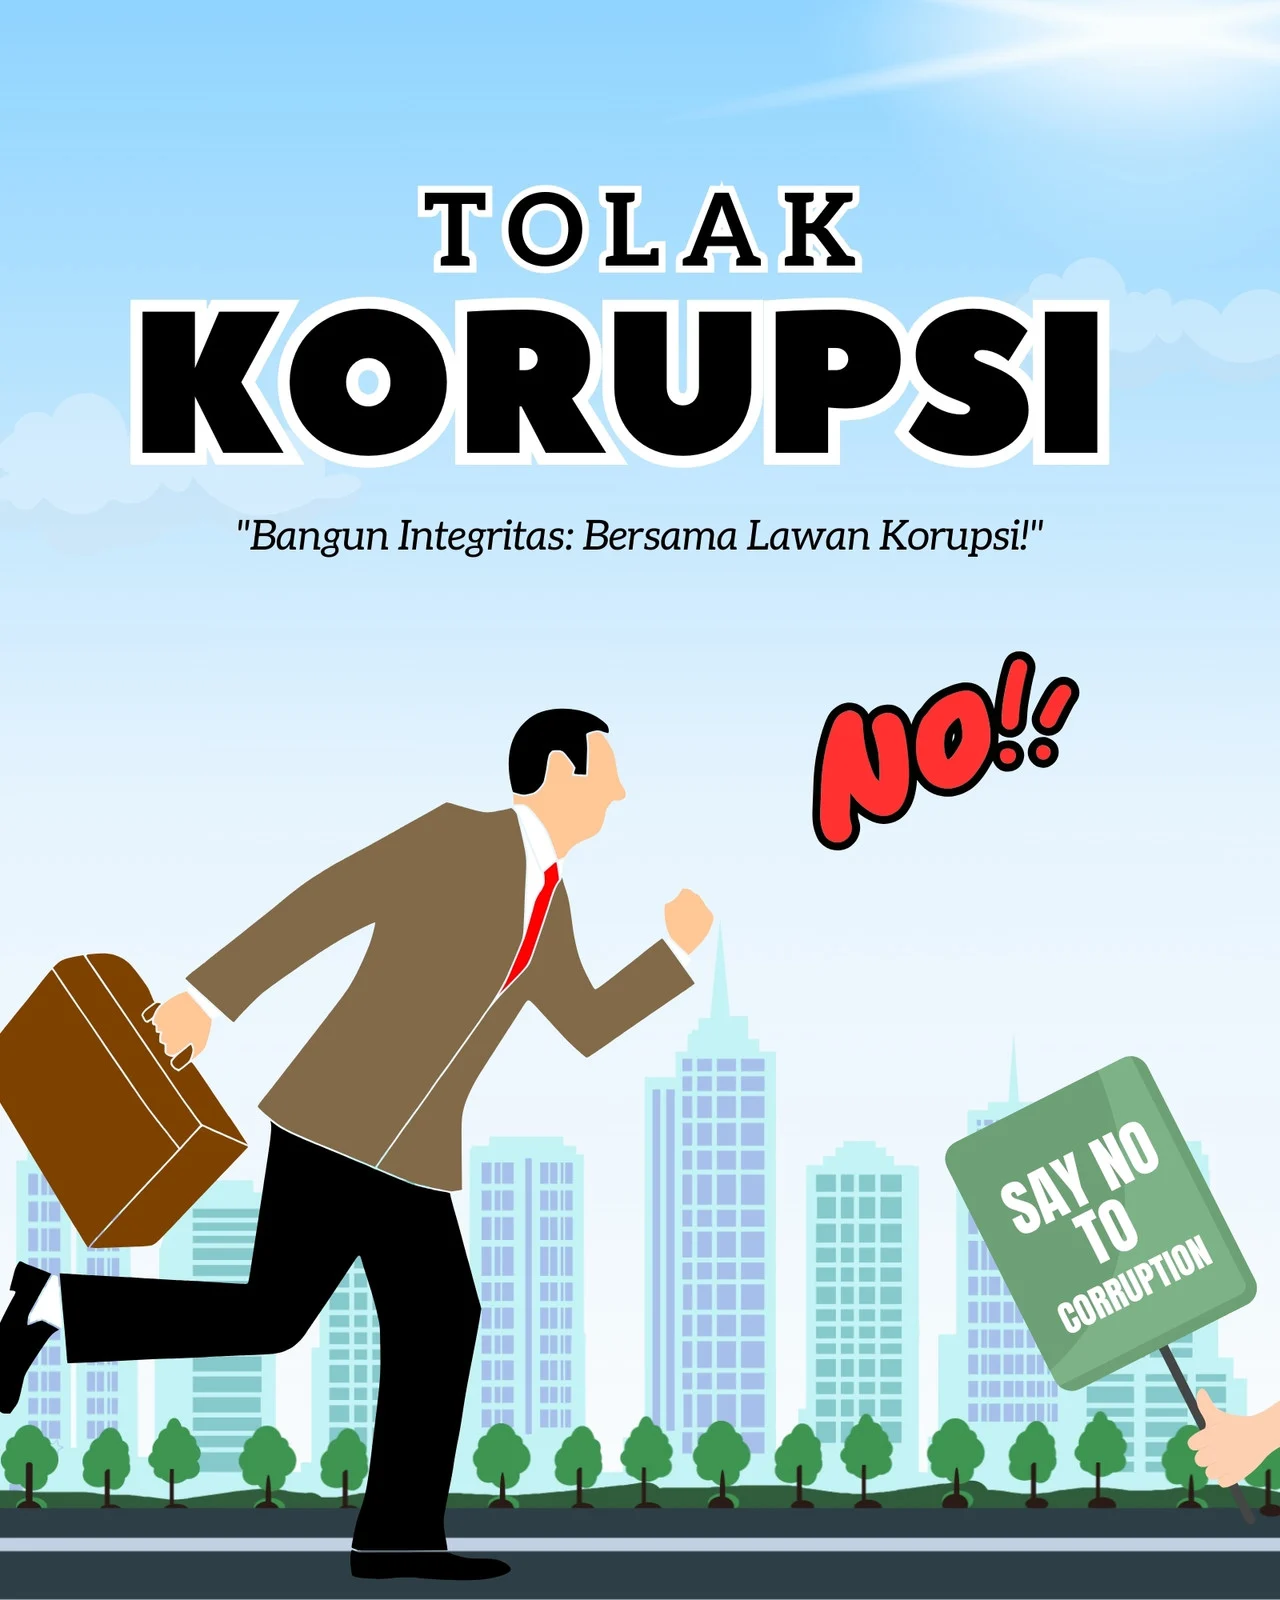 TOLAK
KORUPSI
"Bangun Integritas: Bersama Lawan Korupsi!"
NO!!
SAY NO
TO
CORRUPTION